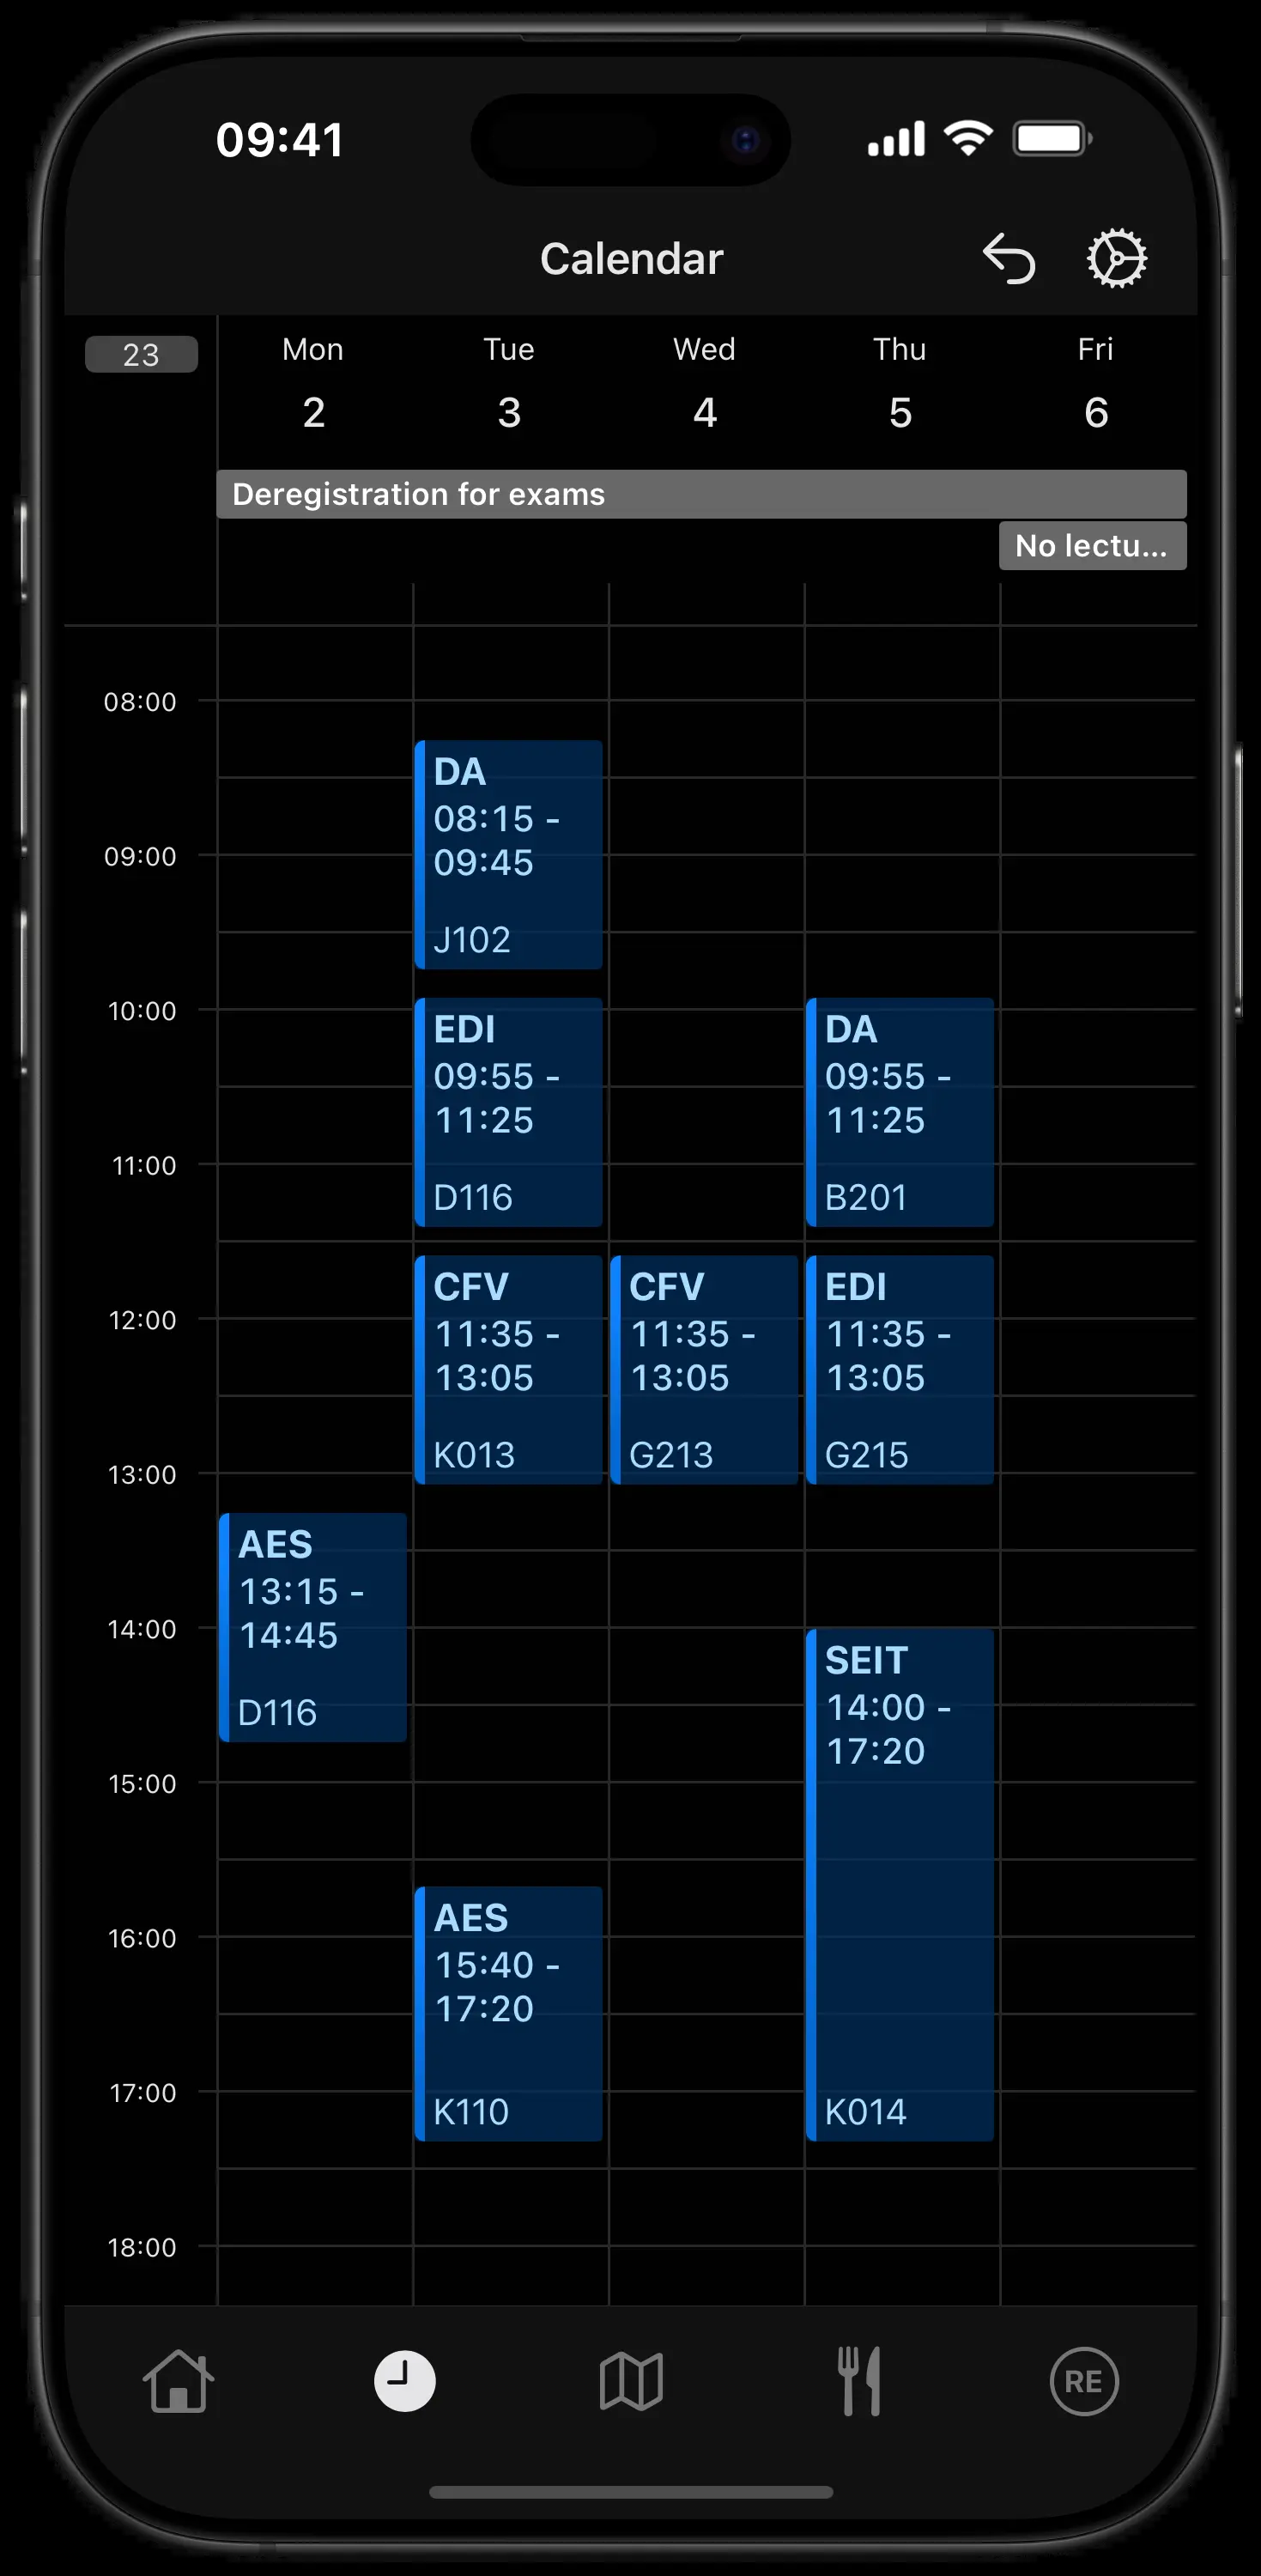 09:41
Calendar
23
Mon
2
Tue
3
Wed
4
Thu
5
Fri
6
Deregistration for exams
No lectu...
08:00
09:00
10:00
11:00
12:00
13:00
14:00
15:00
16:00
17:00
18:00
AES
13:15 -
14:45
D116
DA
08:15 -
09:45
J102
EDI
09:55 -
11:25
D116
CFV
11:35 -
13:05
K013
AES
15:40 -
17:20
K110
CFV
11:35 -
13:05
G213
DA
09:55 -
11:25
B201
EDI
11:35 -
13:05
G215
SEIT
14:00 -
17:20
K014
RE